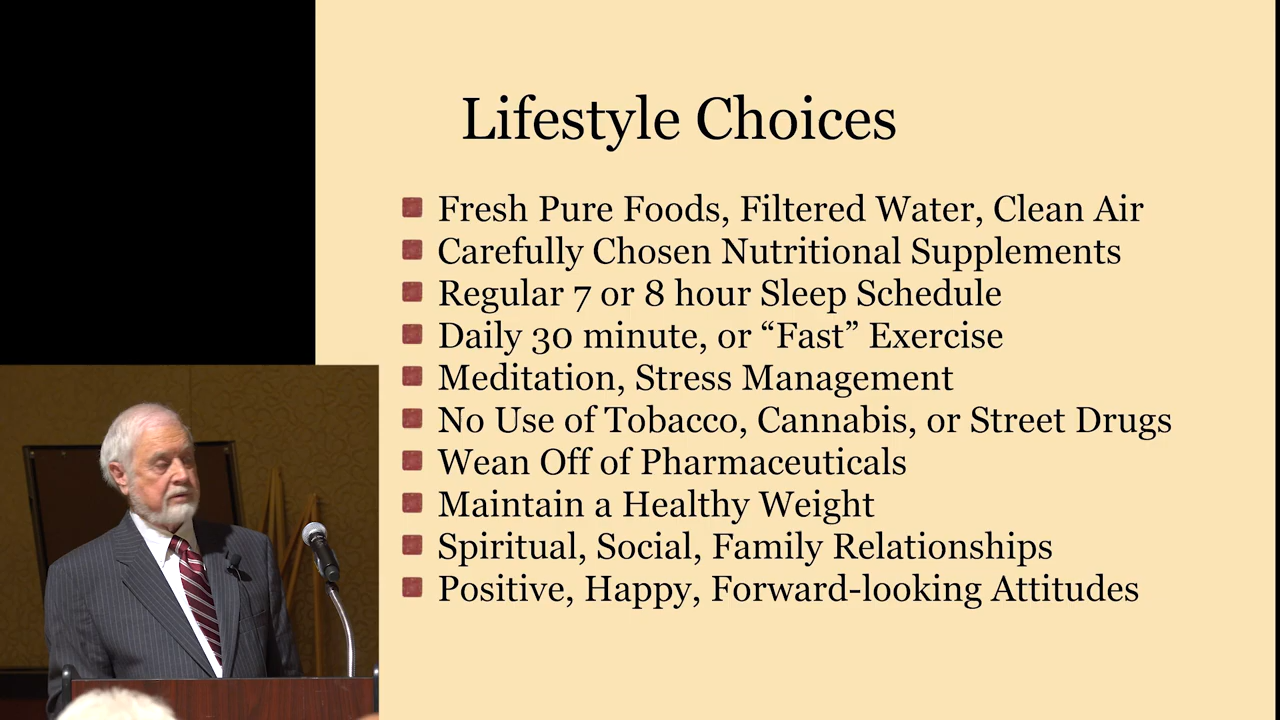 Lifestyle Choices
Fresh Pure Foods, Filtered Water, Clean Air
Carefully Chosen Nutritional Supplements
Regular 7 or 8 hour Sleep Schedule
Daily 30 minute, or “Fast” Exercise
Meditation, Stress Management
No Use of Tobacco, Cannabis, or Street Drugs
Wean Off of Pharmaceuticals
Maintain a Healthy Weight
Spiritual, Social, Family Relationships
Positive, Happy, Forward-looking Attitudes